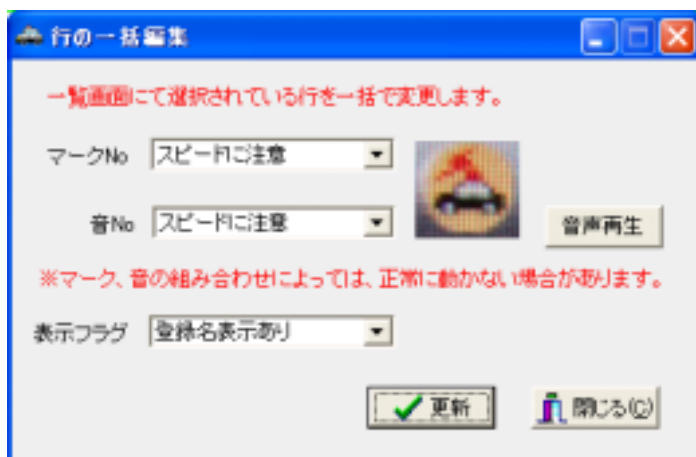 行の一括編集
一覧画面にて選択されている行を一括で変更します。
マークNo スピードに注意
音No スピードに注意 音声再生
※マーク、音の組み合わせによっては、正常に動かない場合があります。
表示フラグ 登録名表示あり
更新 閉じる(C)